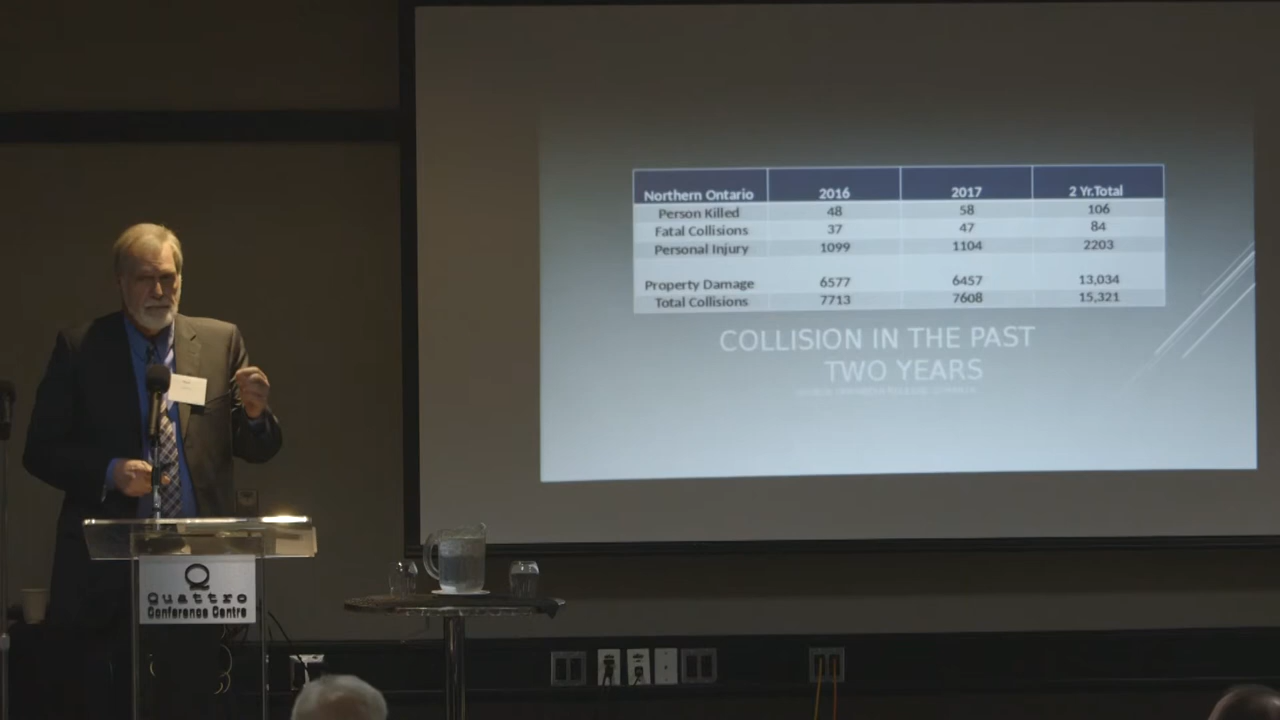 Northern Ontario 2016 2017 2 Yr.Total
Person Killed 48 58 106
Fatal Collisions 37 47 84
Personal Injury 1099 1104 2203
Property Damage 6577 6457 13,034
Total Collisions 7713 7608 15,321
COLLISION IN THE PAST
TWO YEARS
Q
Quattro
Conference Centre